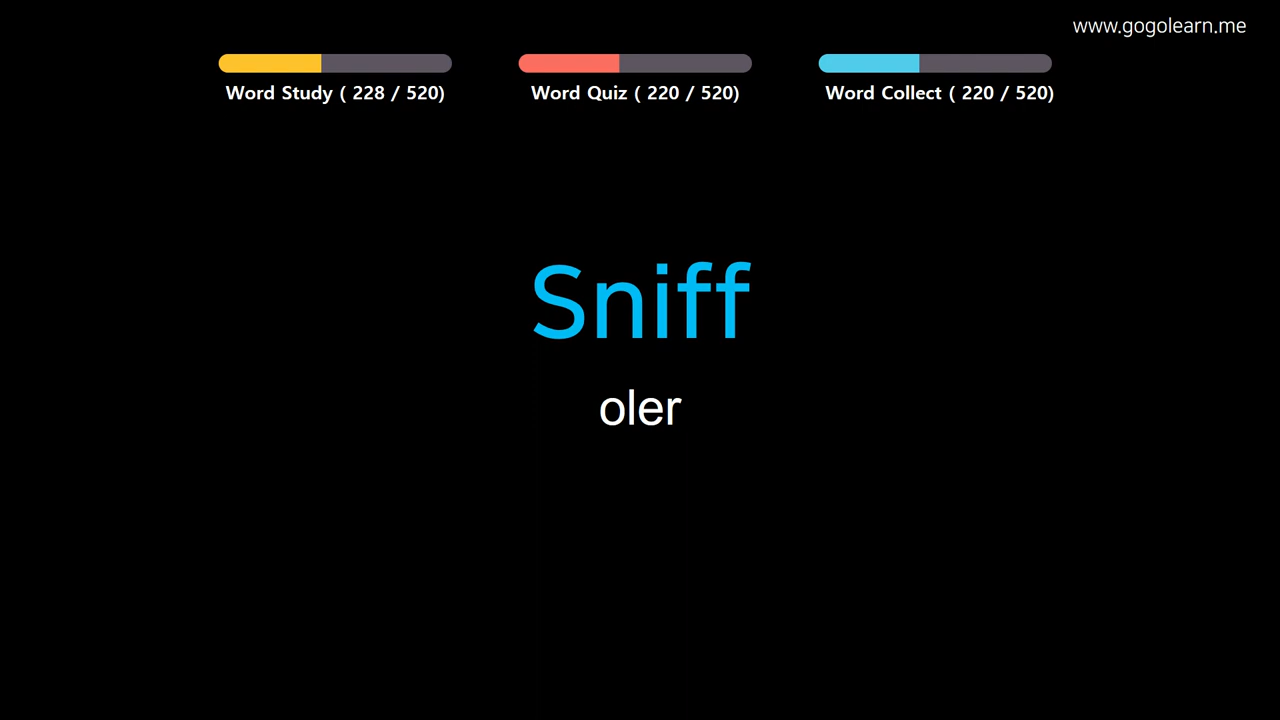 www.gogolearn.me
Word Study ( 228 / 520)
Word Quiz ( 220 / 520)
Word Collect ( 220 / 520)
Sniff
oler